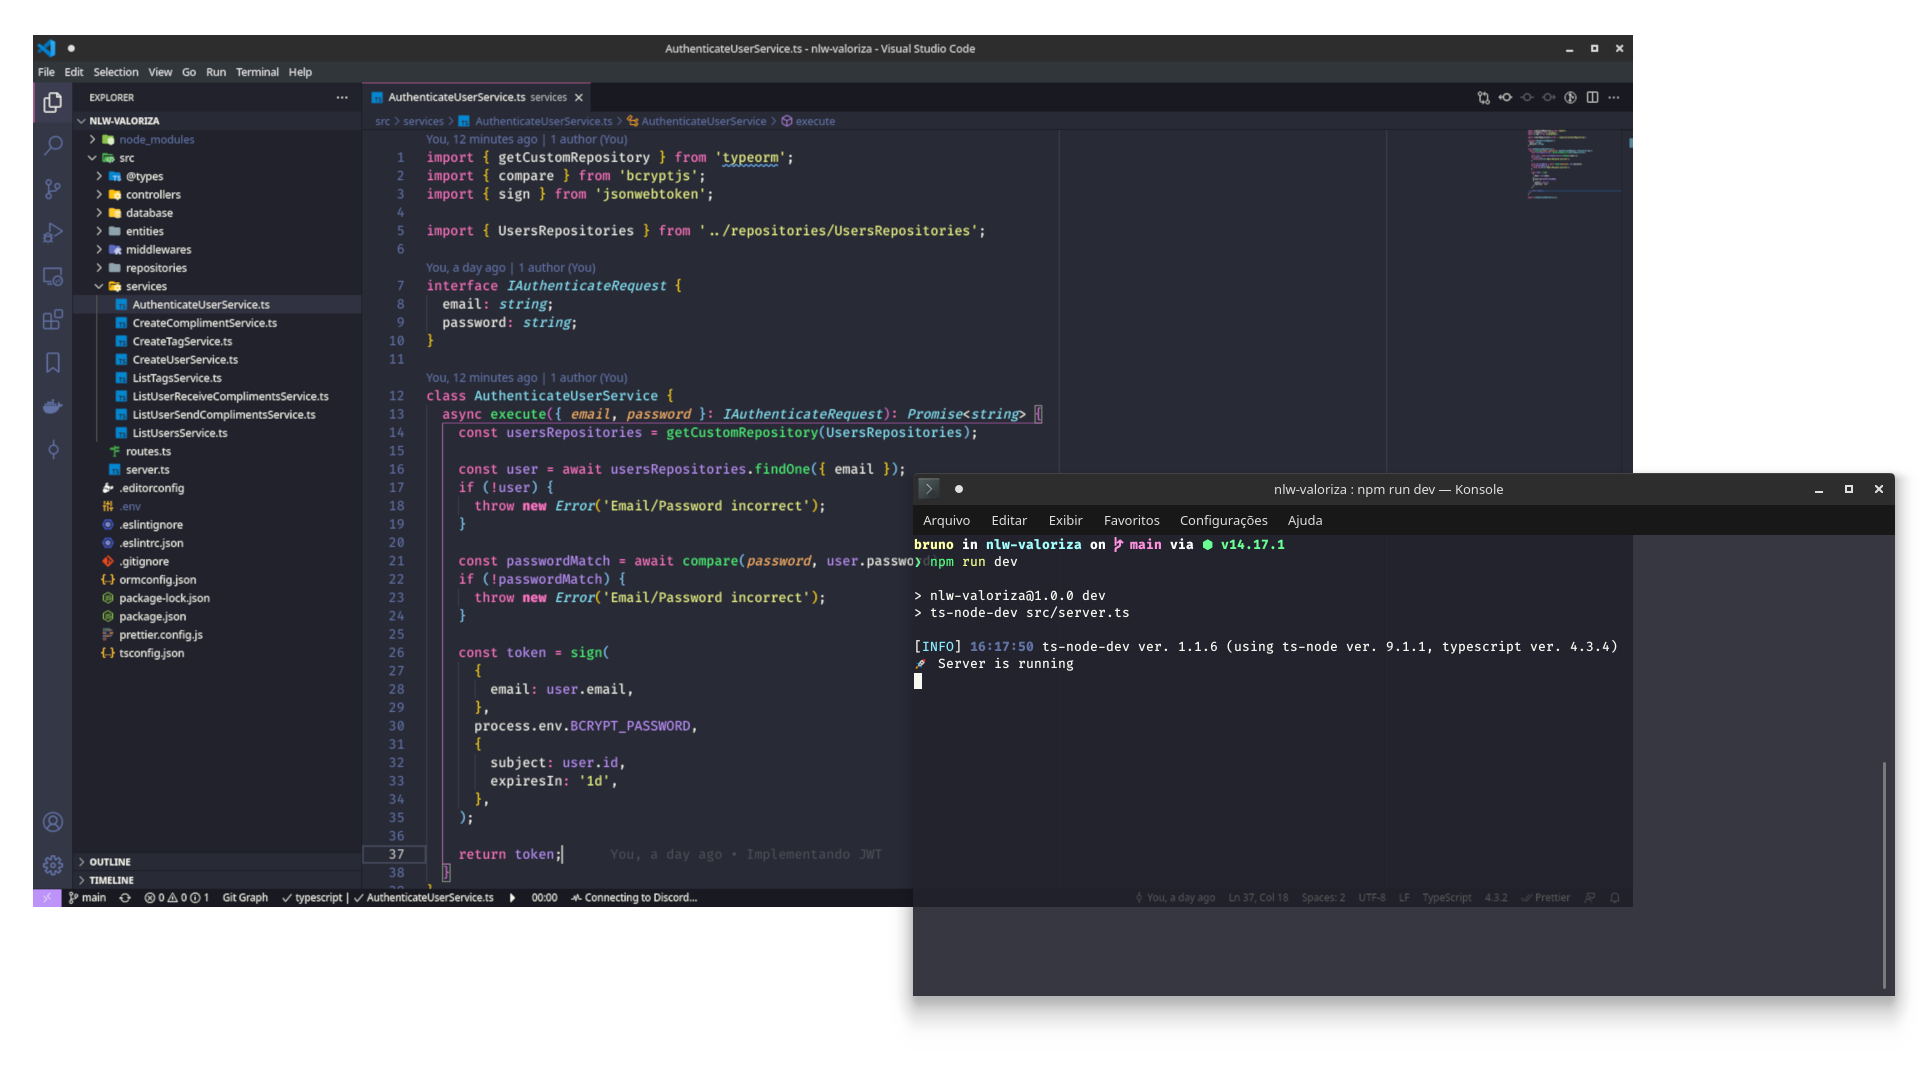 AuthenticateUserService.ts - nlw-valoriza - Visual Studio Code
File Edit Selection View Go Run Terminal Help
EXPLORER
NLW-VALORIZA
node_modules
src
@types
controllers
database
entities
middlewares
repositories
services
AuthenticateUserService.ts
CreateComplimentService.ts
CreateTagService.ts
CreateUserService.ts
ListTagsService.ts
ListUserReceiveComplimentsService.ts
ListUserSendComplimentsService.ts
ListUsersService.ts
routes.ts
server.ts
.editorconfig
.env
.eslintignore
.eslintrc.json
.gitignore
ormconfig.json
package-lock.json
package.json
prettier.config.js
tsconfig.json
OUTLINE
TIMELINE
AuthenticateUserService.ts services
src > services > AuthenticateUserService.ts > AuthenticateUserService > execute
You, 12 minutes ago | 1 author (You)
1 import { getCustomRepository } from 'typeorm';
2 import { compare } from 'bcryptjs';
3 import { sign } from 'jsonwebtoken';
4
5 import { UsersRepositories } from '../repositories/UsersRepositories';
6
You, a day ago | 1 author (You)
7 interface IAuthenticateRequest {
8 email: string;
9 password: string;
10 }
11
You, 12 minutes ago | 1 author (You)
12 class AuthenticateUserService {
13 async execute({ email, password }: IAuthenticateRequest): Promise<string> {
14 const usersRepositories = getCustomRepository(UsersRepositories);
15
16 const user = await usersRepositories.findOne({ email });
17 if (!user) {
18 throw new Error('Email/Password incorrect');
19 }
20
21 const passwordMatch = await compare(password, user.passwo
22 if (!passwordMatch) {
23 throw new Error('Email/Password incorrect');
24 }
25
26 const token = sign(
27 {
28 email: user.email,
29 },
30 process.env.BCRYPT_PASSWORD,
31 {
32 subject: user.id,
33 expiresIn: '1d',
34 },
35 );
36
37 return token; You, a day ago • Implementando JWT
38 }
main 0 0 1 Git Graph typescript | AuthenticateUserService.ts 00:00 Connecting to Discord...
You, a day ago Ln 37, Col 18 Spaces: 2 UTF-8 LF TypeScript 4.3.2 Prettier
nlw-valoriza : npm run dev — Konsole
Arquivo Editar Exibir Favoritos Configurações Ajuda
bruno in nlw-valoriza on main via v14.17.1
❯ npm run dev
> nlw-valoriza@1.0.0 dev
> ts-node-dev src/server.ts
[INFO] 16:17:50 ts-node-dev ver. 1.1.6 (using ts-node ver. 9.1.1, typescript ver. 4.3.4)
🚀 Server is running